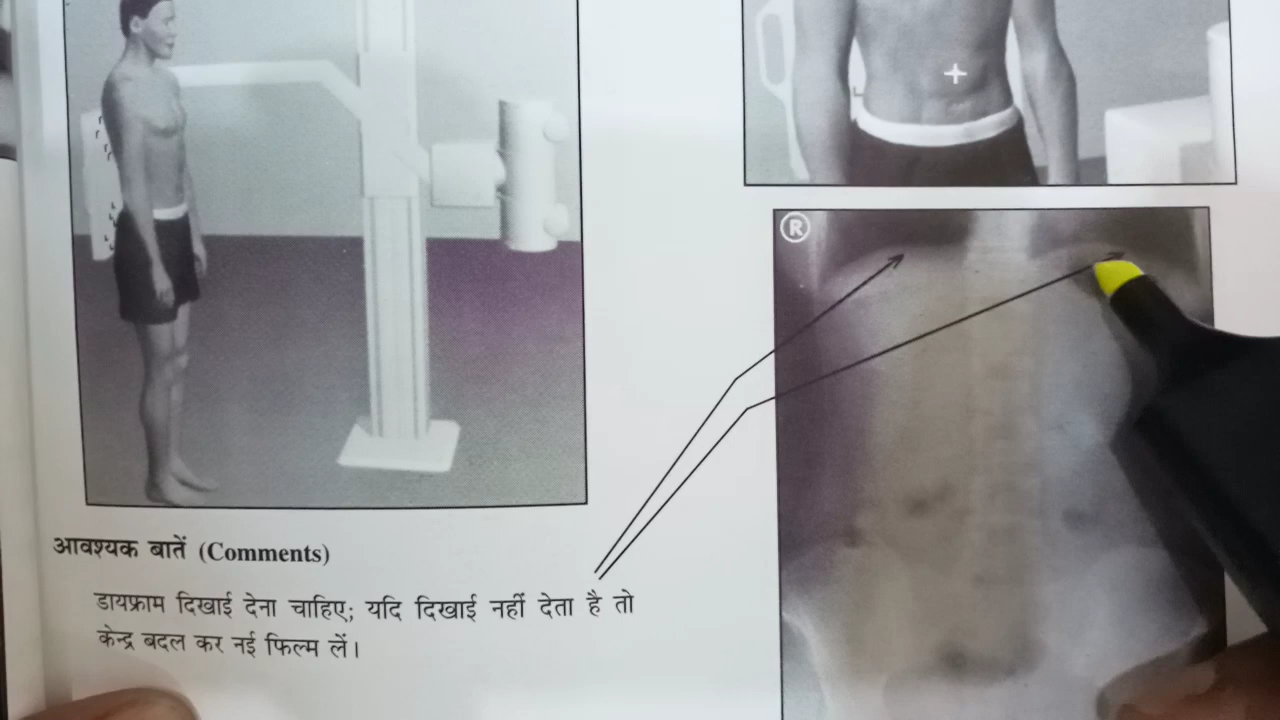 R
आवश्यक बातें (Comments)
डायफ्राम दिखाई देना चाहिए; यदि दिखाई नहीं देता है तो
केन्द्र बदल कर नई फिल्म लें।